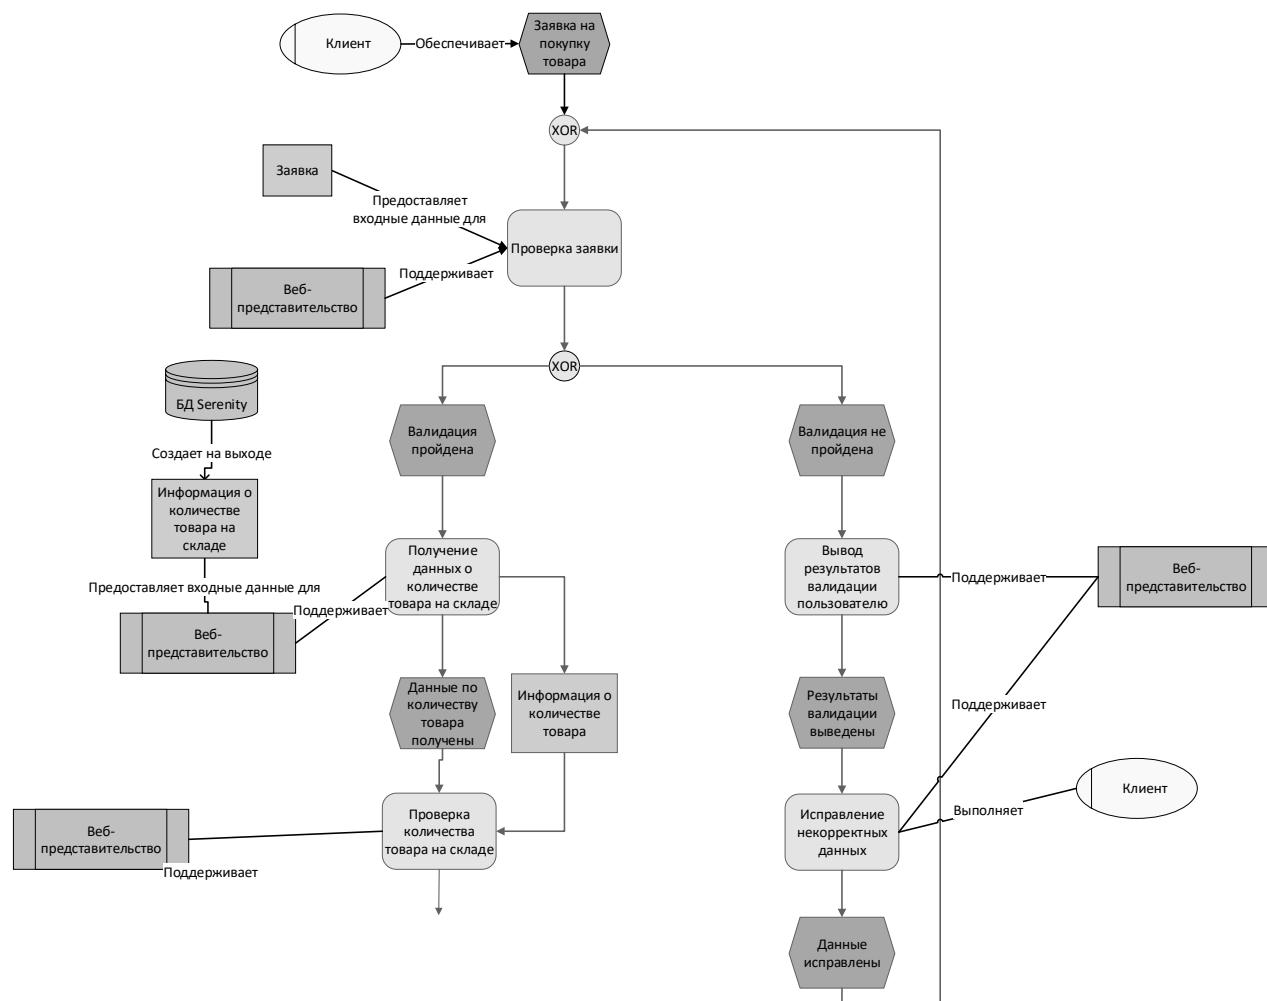 Клиент
Обеспечивает
Заявка на
покупку
товара
XOR
Заявка
Предоставляет
входные данные для
Проверка заявки
Поддерживает
Веб-
представительство
XOR
БД Serenity
Создает на выходе
Информация о
количестве
товара на
складе
Предоставляет входные данные для
Веб-
представительство
Поддерживает
Валидация
пройдена
Получение
данных о
количестве
товара на складе
Данные по
количеству
товара
получены
Информация о
количестве
товара
Проверка
количества
товара на складе
Веб-
представительство
Поддерживает
Валидация не
пройдена
Вывод
результатов
валидации
пользователю
Поддерживает
Веб-
представительство
Результаты
валидации
выведены
Поддерживает
Исправление
некорректных
данных
Выполняет
Клиент
Данные
исправлены